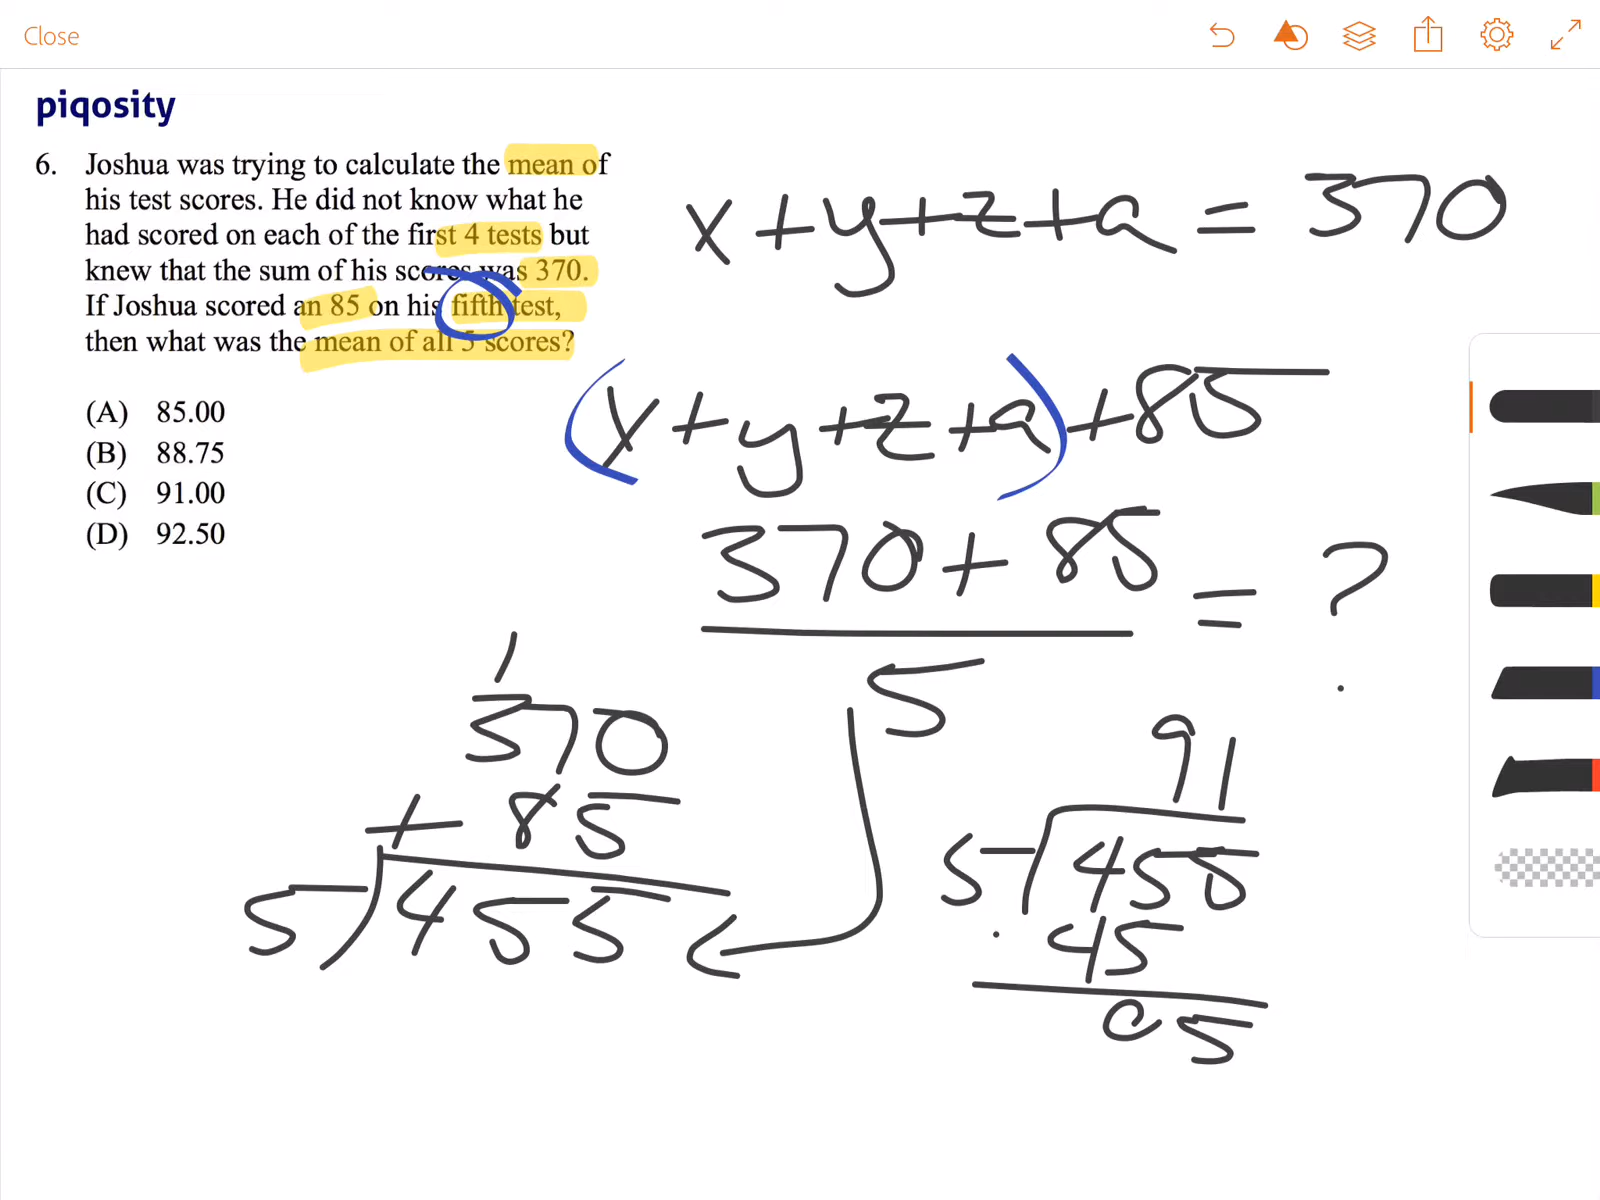 Close
piqosity
6. Joshua was trying to calculate the mean of
his test scores. He did not know what he
had scored on each of the first 4 tests but
knew that the sum of his scores was 370.
If Joshua scored an 85 on his fifth test,
then what was the mean of all 5 scores?
(A) 85.00
(B) 88.75
(C) 91.00
(D) 92.50
x+y+z+a = 370
(x+y+z+a)+85
370+85 = ?
5
1
370
+ 85
5)455
91
5)455
45
05